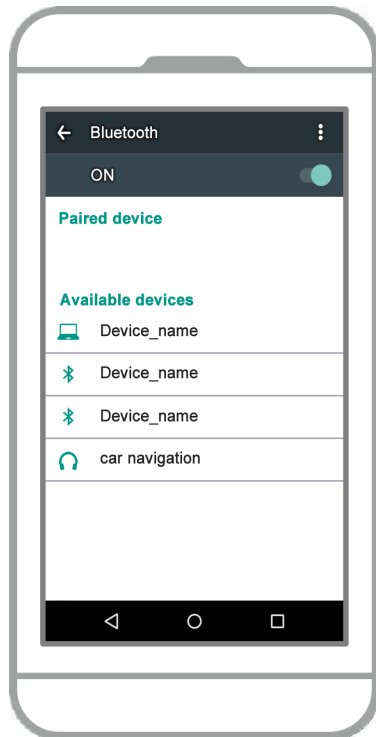 Bluetooth
ON
Paired device
Available devices
Device_name
Device_name
Device_name
car navigation